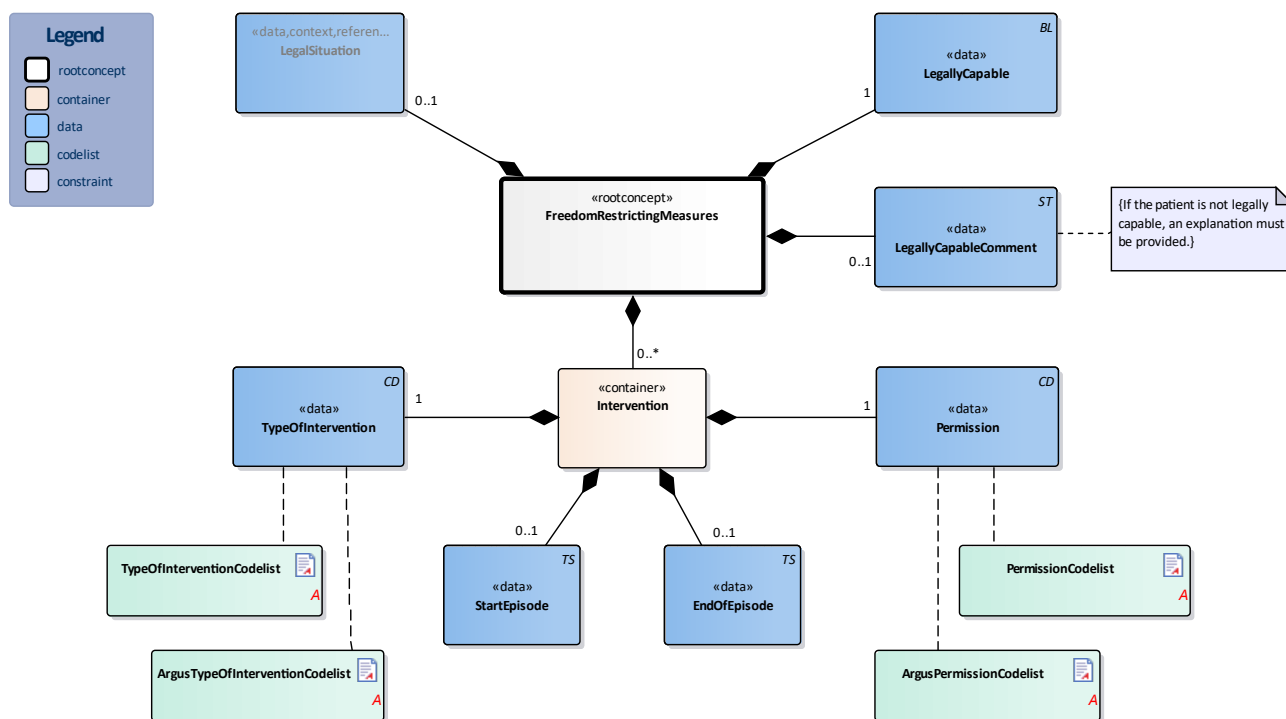 Legend
rootconcept
container
data
codelist
constraint
«data,context,referen...
LegalSituation
0..1
BL
«data»
LegallyCapable
1
«rootconcept»
FreedomRestrictingMeasures
ST
«data»
LegallyCapableComment
0..1
{If the patient is not legally
capable, an explanation must
be provided.}
0..*
CD
«data»
TypeOfIntervention
1
«container»
Intervention
CD
«data»
Permission
1
0..1
0..1
TypeOfInterventionCodelist
A
TS
«data»
StartEpisode
TS
«data»
EndOfEpisode
PermissionCodelist
A
ArgusTypeOfInterventionCodelist
A
ArgusPermissionCodelist
A